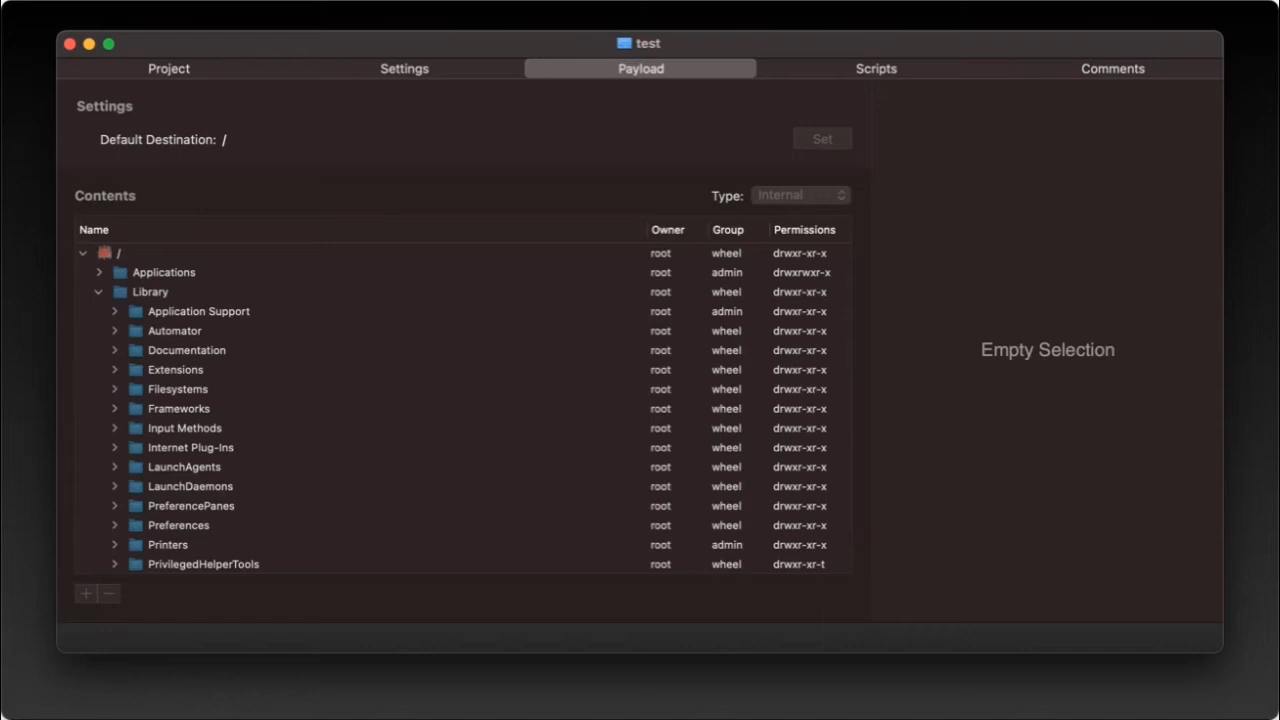 test
Project Settings Payload Scripts Comments
Settings
Default Destination: / Set
Contents Type: Internal
Name Owner Group Permissions
/ root wheel drwxr-xr-x
Applications root admin drwxrwxr-x
Library root wheel drwxr-xr-x
Application Support root admin drwxr-xr-x
Automator root wheel drwxr-xr-x
Documentation root wheel drwxr-xr-x
Extensions root wheel drwxr-xr-x
Filesystems root wheel drwxr-xr-x
Frameworks root wheel drwxr-xr-x
Input Methods root wheel drwxr-xr-x
Internet Plug-Ins root wheel drwxr-xr-x
LaunchAgents root wheel drwxr-xr-x
LaunchDaemons root wheel drwxr-xr-x
PreferencePanes root wheel drwxr-xr-x
Preferences root wheel drwxr-xr-x
Printers root admin drwxr-xr-x
PrivilegedHelperTools root wheel drwxr-xr-t
Empty Selection